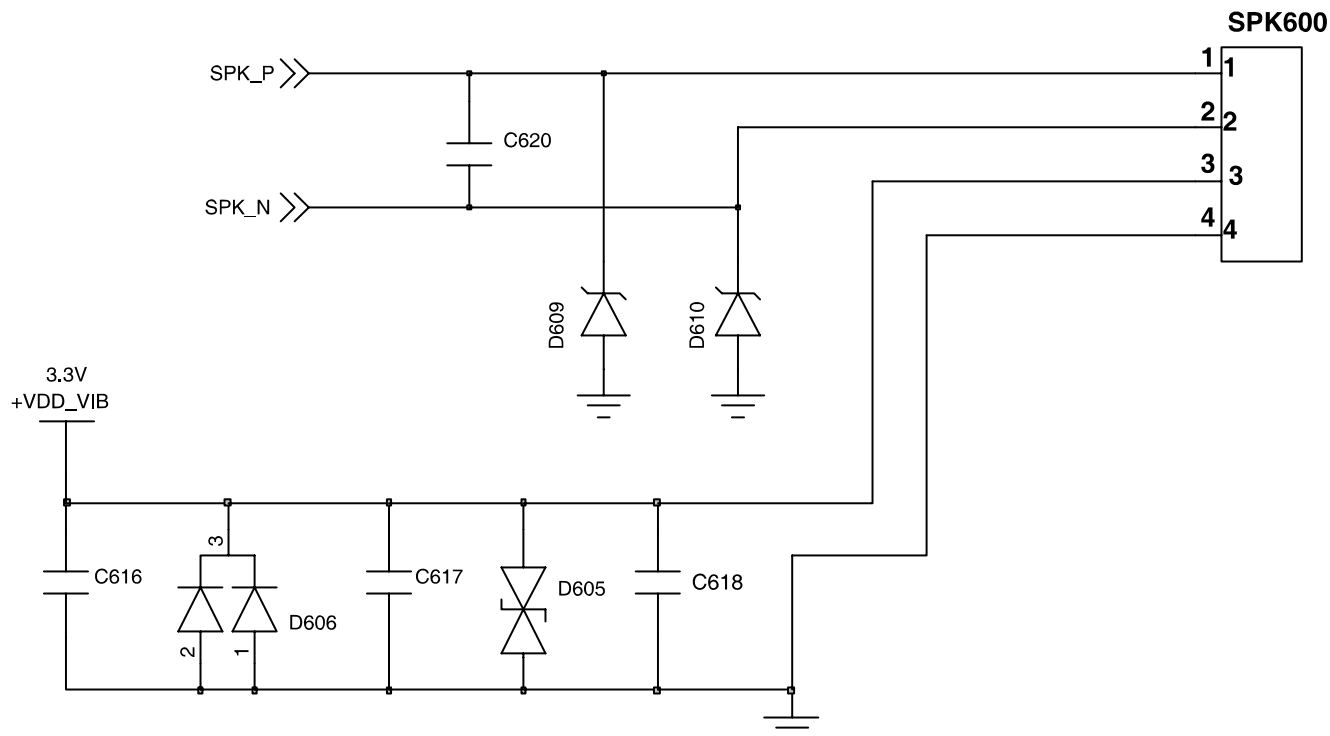 SPK600
SPK_P
1 1
2 2
C620
3 3
SPK_N
4 4
D609
D610
3.3V
+VDD_VIB
3
C616
C617
D605
C618
D606
2
1